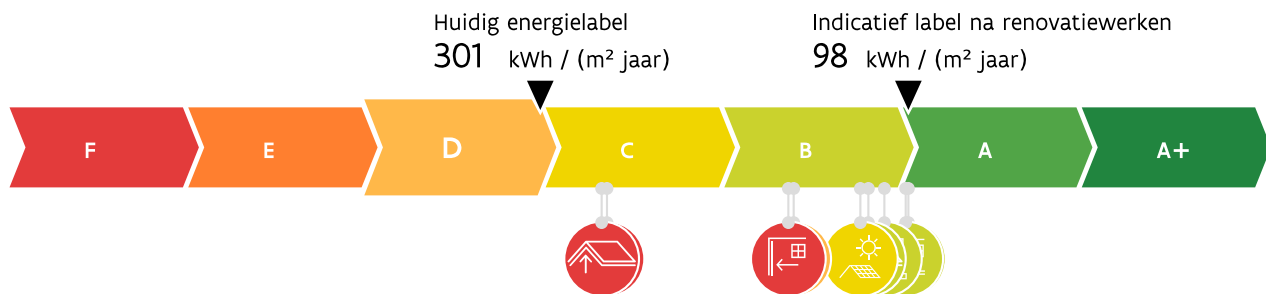 Huidig energielabel
301 kWh / (m² jaar)
Indicatief label na renovatiewerken
98 kWh / (m² jaar)
F E D C B A A+